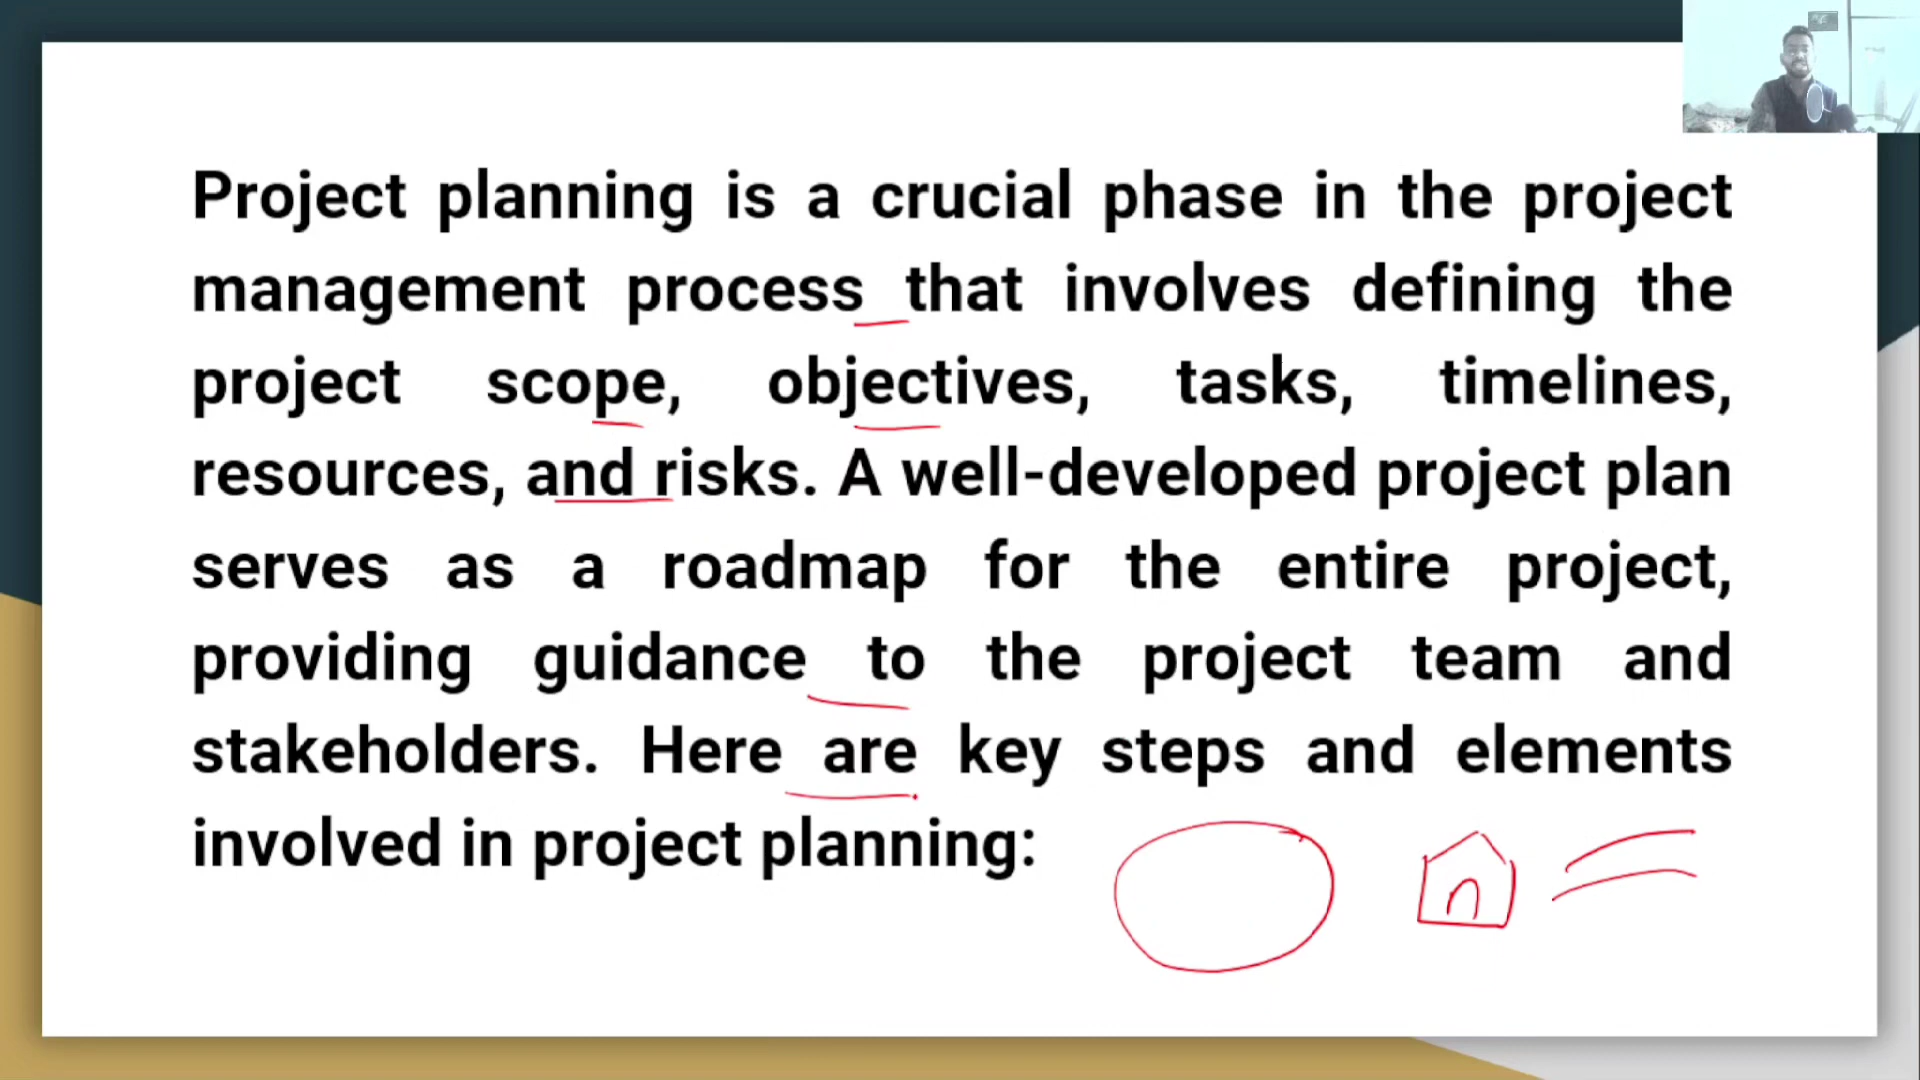 Project planning is a crucial phase in the project
management process that involves defining the
project scope, objectives, tasks, timelines,
resources, and risks. A well-developed project plan
serves as a roadmap for the entire project,
providing guidance to the project team and
stakeholders. Here are key steps and elements
involved in project planning: